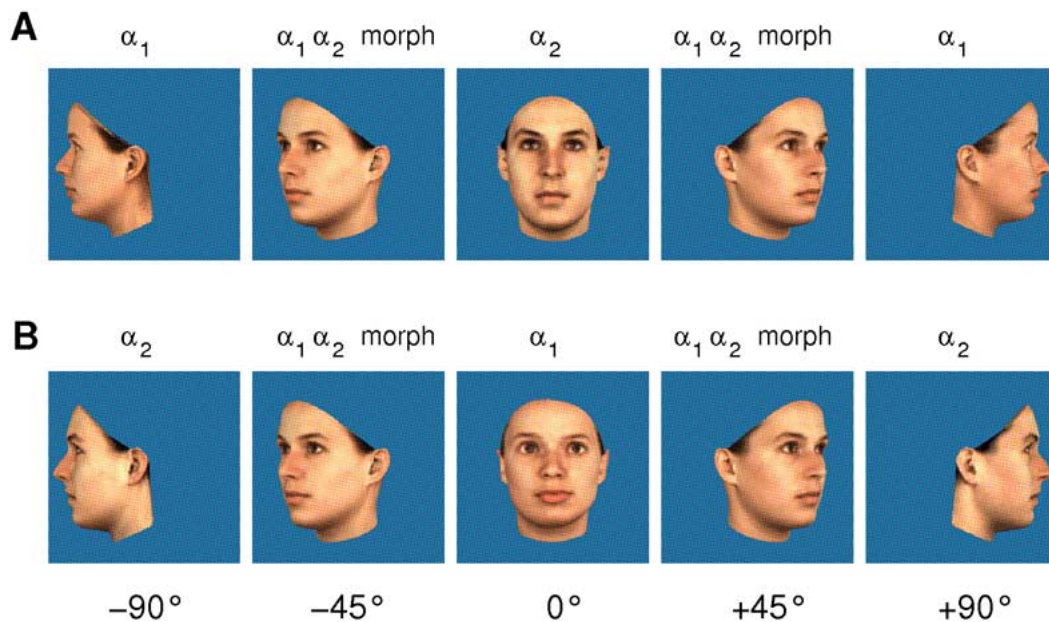 A
α₁ α₁ α₂ morph α₂ α₁ α₂ morph α₁
B
α₂ α₁ α₂ morph α₁ α₁ α₂ morph α₂
–90° –45° 0° +45° +90°